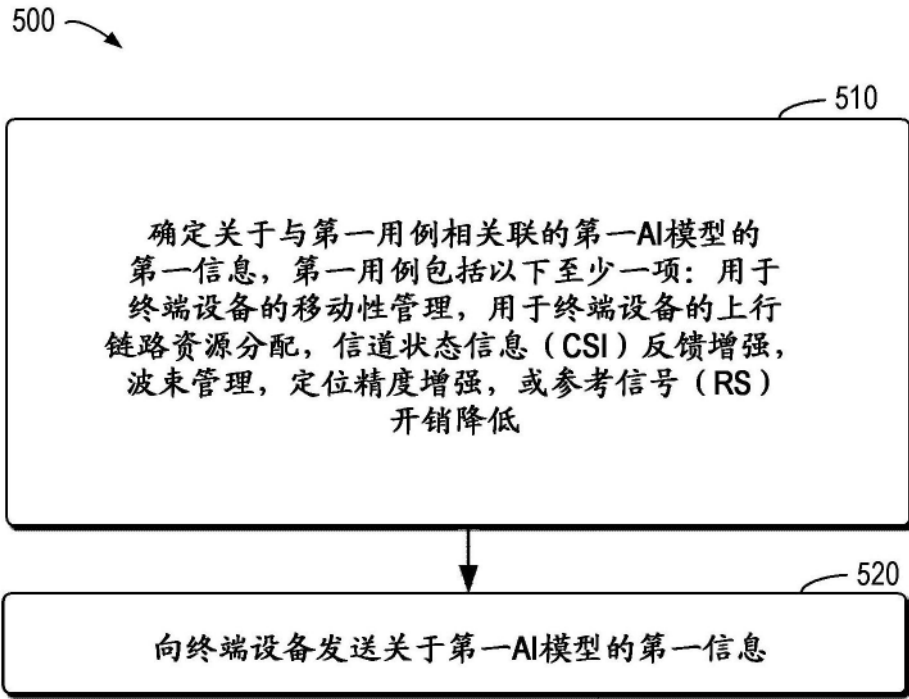 500
510
确定关于与第一用例相关联的第一AI模型的
第一信息，第一用例包括以下至少一项：用于
终端设备的移动性管理，用于终端设备的上行
链路资源分配，信道状态信息（CSI）反馈增强，
波束管理，定位精度增强，或参考信号（RS）
开销降低
520
向终端设备发送关于第一AI模型的第一信息